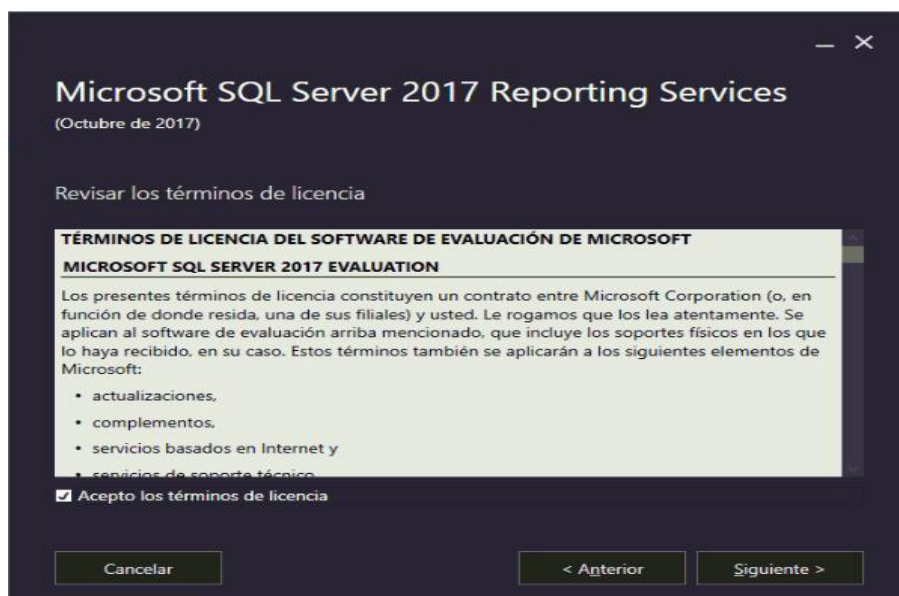 Microsoft SQL Server 2017 Reporting Services
(Octubre de 2017)
Revisar los términos de licencia
TÉRMINOS DE LICENCIA DEL SOFTWARE DE EVALUACIÓN DE MICROSOFT
MICROSOFT SQL SERVER 2017 EVALUATION
Los presentes términos de licencia constituyen un contrato entre Microsoft Corporation (o, en
función de donde resida, una de sus filiales) y usted. Le rogamos que los lea atentamente. Se
aplican al software de evaluación arriba mencionado, que incluye los soportes físicos en los que
lo haya recibido, en su caso. Estos términos también se aplicarán a los siguientes elementos de
Microsoft:
• actualizaciones,
• complementos,
• servicios basados en Internet y
• servicios de soporte técnico
Acepto los términos de licencia
Cancelar
< Anterior
Siguiente >